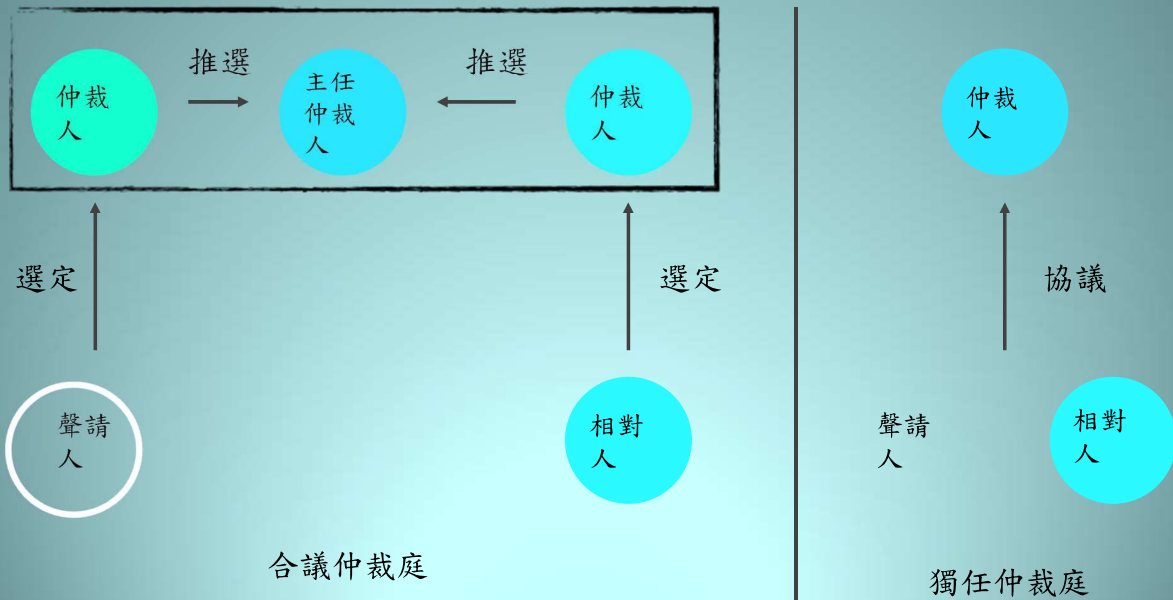 推選
推選
仲裁
人
主任
仲裁
人
仲裁
人
選定
選定
聲請
人
相對
人
合議仲裁庭
仲裁
人
協議
聲請
人
相對
人
獨任仲裁庭